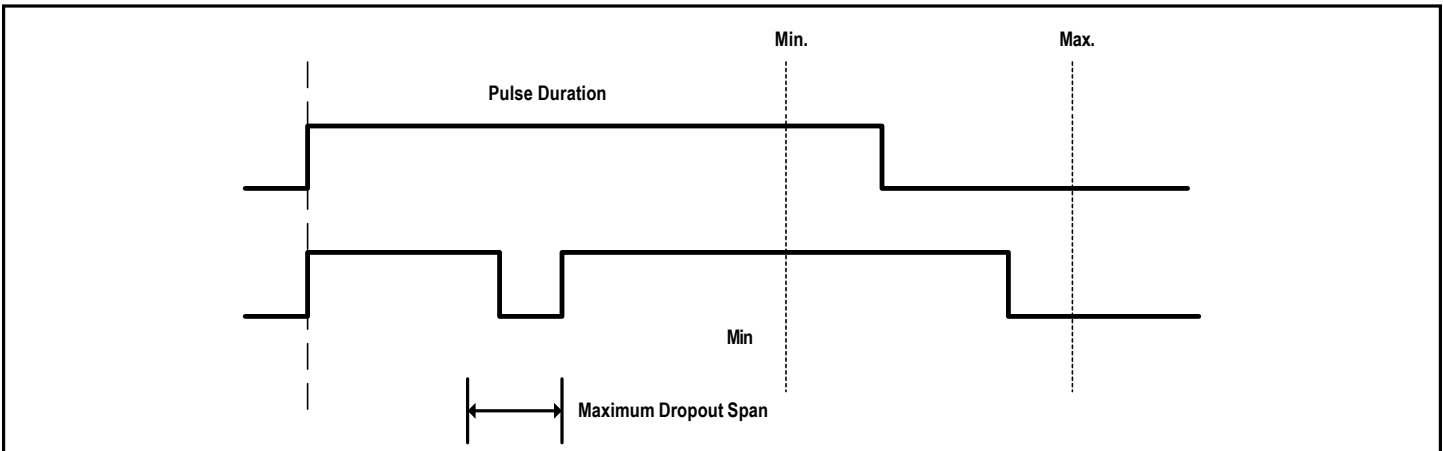 Min.
Max.
Pulse Duration
Min
Maximum Dropout Span